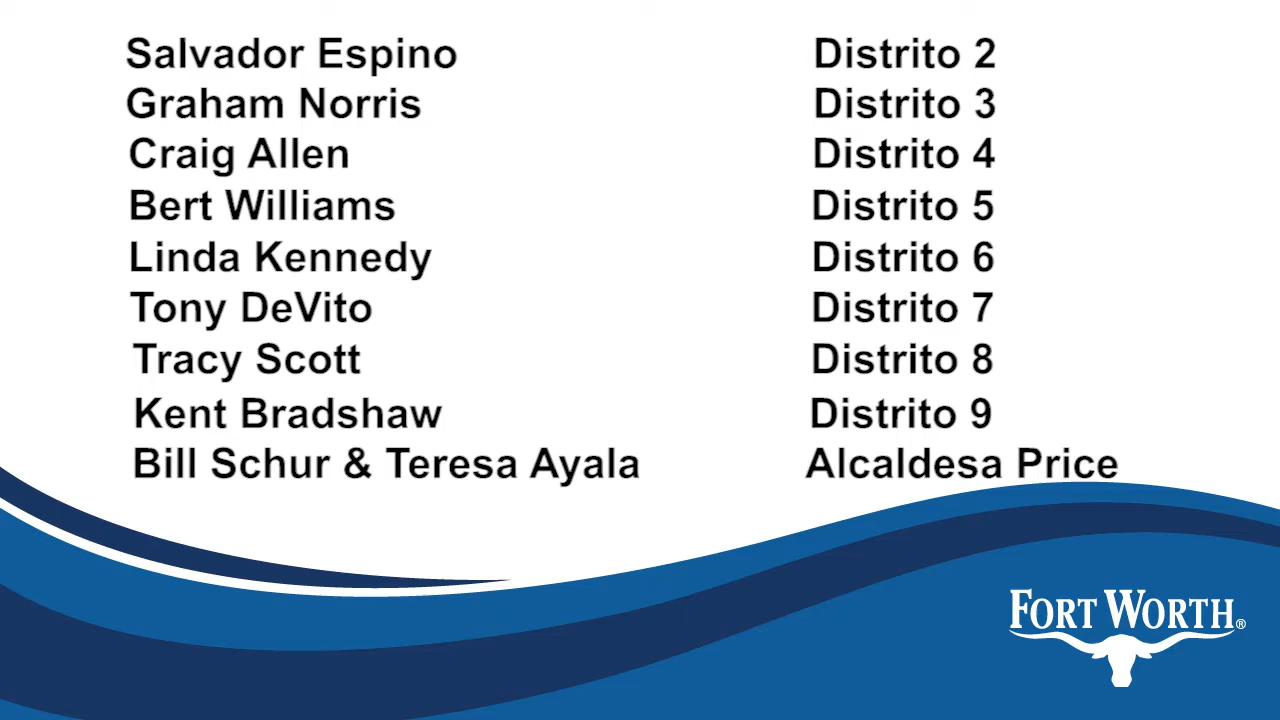 Salvador Espino Distrito 2
Graham Norris Distrito 3
Craig Allen Distrito 4
Bert Williams Distrito 5
Linda Kennedy Distrito 6
Tony DeVito Distrito 7
Tracy Scott Distrito 8
Kent Bradshaw Distrito 9
Bill Schur & Teresa Ayala Alcaldesa Price
FORT WORTH®